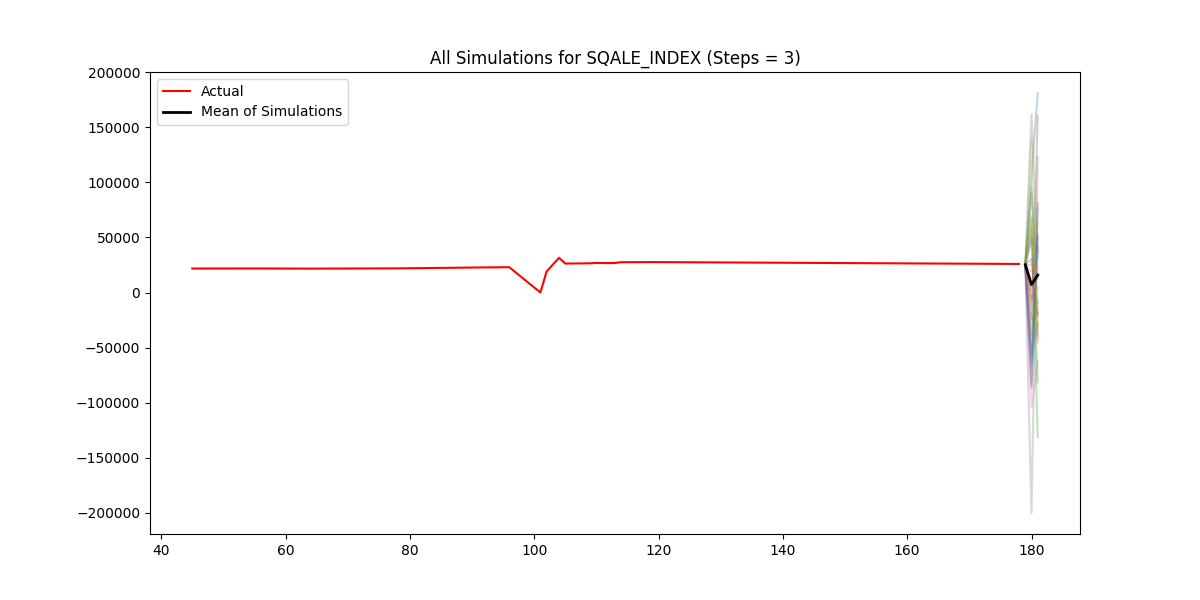 All Simulations for SQALE_INDEX (Steps = 3)
Actual
Mean of Simulations
200000
150000
100000
50000
0
−50000
−100000
−150000
−200000
40 60 80 100 120 140 160 180